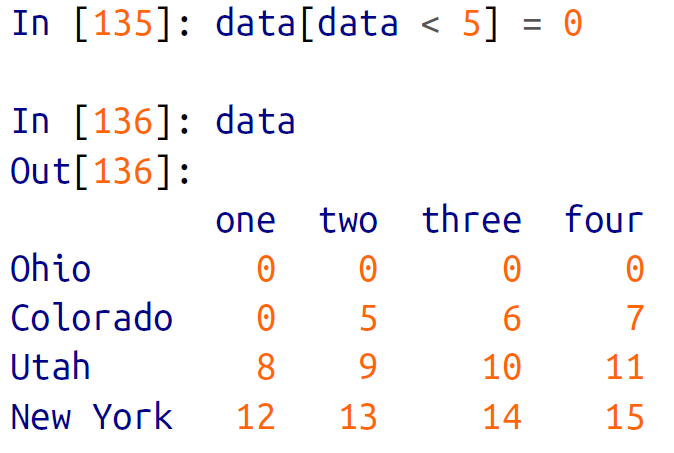 In [135]: data[data < 5] = 0
In [136]: data
Out[136]:
one two three four
Ohio 0 0 0 0
Colorado 0 5 6 7
Utah 8 9 10 11
New York 12 13 14 15